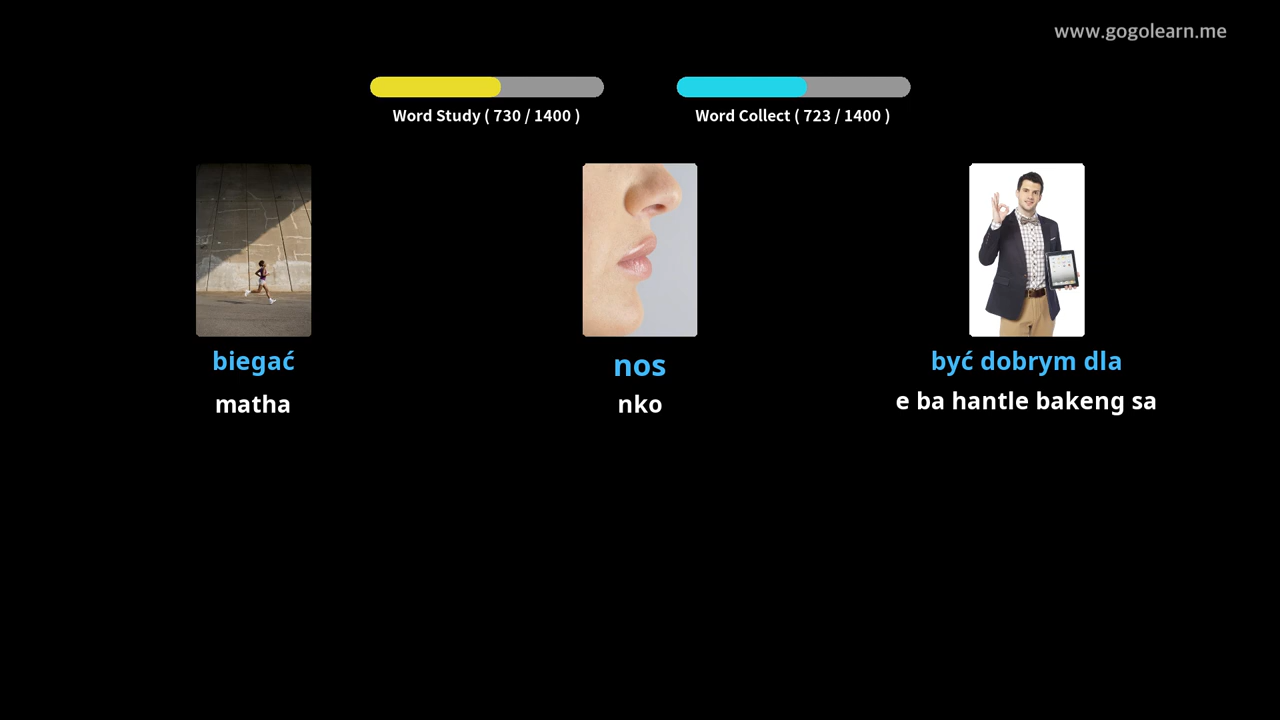 www.gogolearn.me
Word Study ( 730 / 1400 )
Word Collect ( 723 / 1400 )
biegać
nos
być dobrym dla
matha
nko
e ba hantle bakeng sa